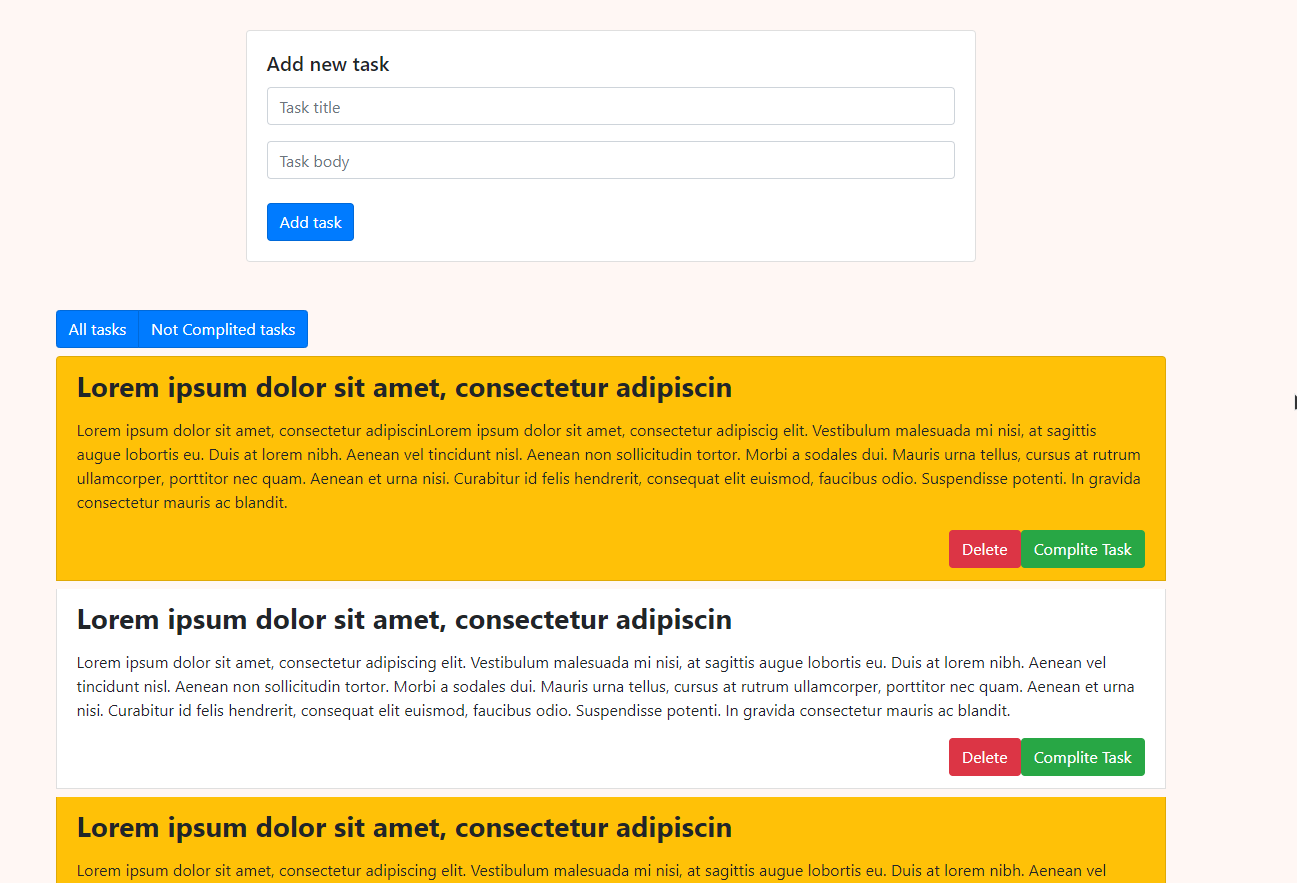 Add new task
Task title
Task body
Add task
All tasks
Not Complited tasks
Lorem ipsum dolor sit amet, consectetur adipiscin
Lorem ipsum dolor sit amet, consectetur adipiscinLorem ipsum dolor sit amet, consectetur adipiscig elit. Vestibulum malesuada mi nisi, at sagittis
augue lobortis eu. Duis at lorem nibh. Aenean vel tincidunt nisl. Aenean non sollicitudin tortor. Morbi a sodales dui. Mauris urna tellus, cursus at rutrum
ullamcorper, porttitor nec quam. Aenean et urna nisi. Curabitur id felis hendrerit, consequat elit euismod, faucibus odio. Suspendisse potenti. In gravida
consectetur mauris ac blandit.
Delete
Complite Task
Lorem ipsum dolor sit amet, consectetur adipiscin
Lorem ipsum dolor sit amet, consectetur adipiscing elit. Vestibulum malesuada mi nisi, at sagittis augue lobortis eu. Duis at lorem nibh. Aenean vel
tincidunt nisl. Aenean non sollicitudin tortor. Morbi a sodales dui. Mauris urna tellus, cursus at rutrum ullamcorper, porttitor nec quam. Aenean et urna
nisi. Curabitur id felis hendrerit, consequat elit euismod, faucibus odio. Suspendisse potenti. In gravida consectetur mauris ac blandit.
Delete
Complite Task
Lorem ipsum dolor sit amet, consectetur adipiscin
Lorem ipsum dolor sit amet, consectetur adipiscing elit. Vestibulum malesuada mi nisi, at sagittis augue lobortis eu. Duis at lorem nibh. Aenean vel